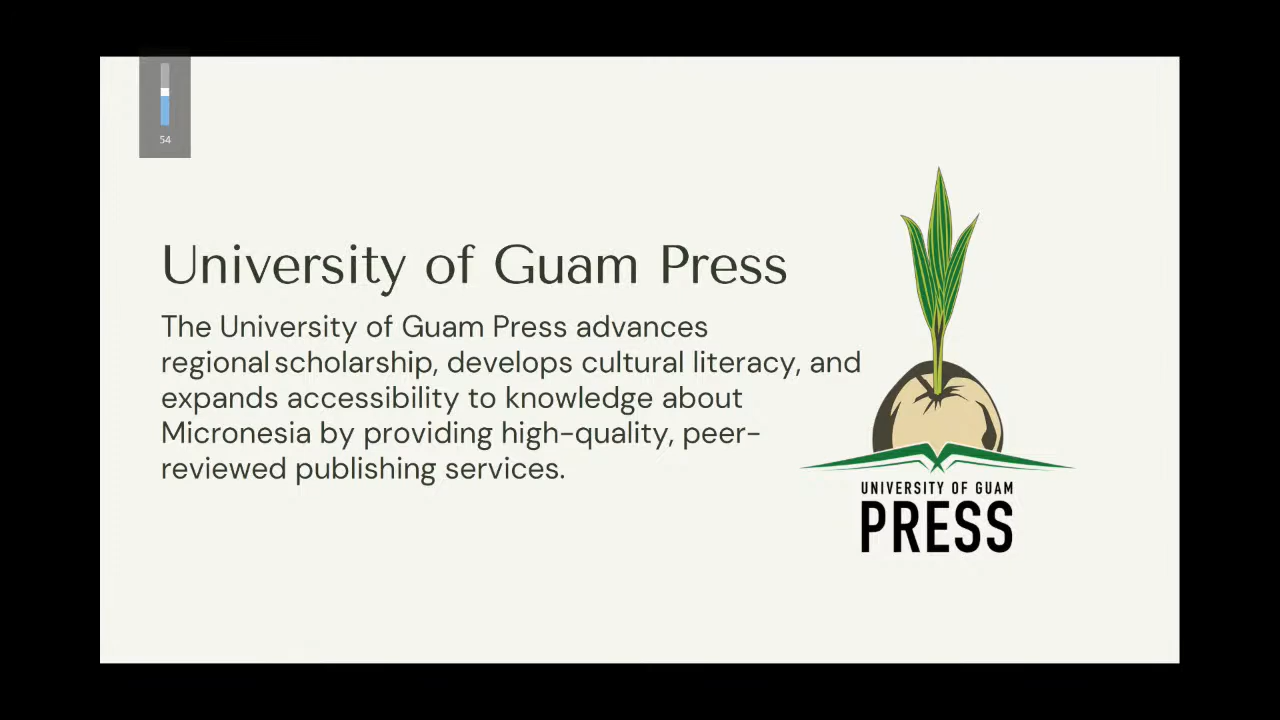 54
University of Guam Press
The University of Guam Press advances
regional scholarship, develops cultural literacy, and
expands accessibility to knowledge about
Micronesia by providing high-quality, peer-
reviewed publishing services.
UNIVERSITY OF GUAM
PRESS